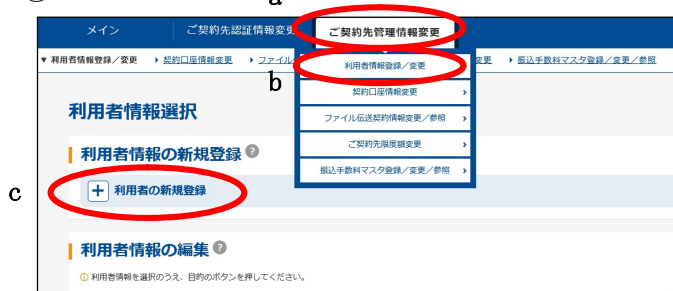 a
メイン ご契約先認証情報変更 ご契約先管理情報変更
▼ 利用者情報登録／変更 契約口座情報変更 ファイル 変更 振込手数料マスタ登録／変更／参照
利用者情報登録／変更
b
契約口座情報変更
利用者情報選択
ファイル伝送契約情報変更／参照
ご契約先限度額変更
利用者情報の新規登録 ?
振込手数料マスタ登録／変更／参照
c
+ 利用者の新規登録
利用者情報の編集 ?
利用者情報を選択のうえ、目的のボタンを押してください。